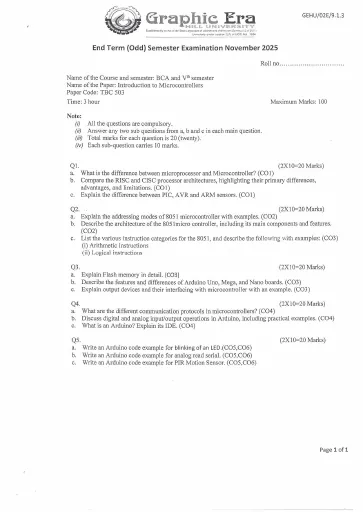 Graphic Era
HILL UNIVERSITY
GEHU/02E/9.1.3
End Term (Odd) Semester Examination November 2025
Roll no..............................
Name of the Course and semester: BCA and Vth semester
Name of the Paper: Introduction to Microcontrollers
Paper Code: TBC 503
Time: 3 hour Maximum Marks: 100
Note:
(i) All the questions are compulsory.
(ii) Answer any two sub questions from a, b and c in each main question.
(iii) Total marks for each question is 20 (twenty).
(iv) Each sub-question carries 10 marks.
Q1. (2X10=20 Marks)
a. What is the difference between microprocessor and Microcontroller? (CO1)
b. Compare the RISC and CISC processor architectures, highlighting their primary differences,
advantages, and limitations. (CO1)
c. Explain the difference between PIC, AVR and ARM sensors. (CO1)
Q2. (2X10=20 Marks)
a. Explain the addressing modes of 8051 microcontroller with examples. (CO2)
b. Describe the architecture of the 8051micro controller, including its main components and features.
(CO2)
c. List the various instruction categories for the 8051, and describe the following with examples: (CO3)
(i) Arithmetic instructions
(ii) Logical instructions
Q3. (2X10=20 Marks)
a. Explain Flash memory in detail. (CO3)
b. Describe the features and differences of Arduino Uno, Mega, and Nano boards. (CO3)
c. Explain output devices and their interfacing with microcontroller with an example. (CO3)
Q4. (2X10=20 Marks)
a. What are the different communication protocols in microcontrollers? (CO4)
b. Discuss digital and analog input/output operations in Arduino, including practical examples. (CO4)
c. What is an Arduino? Explain its IDE. (CO4)
Q5. (2X10=20 Marks)
a. Write an Arduino code example for blinking of an LED.(CO5,CO6)
b. Write an Arduino code example for analog read serial. (CO5,CO6)
c. Write an Arduino code example for PIR Motion Sensor. (CO5,CO6)
Page 1 of 1